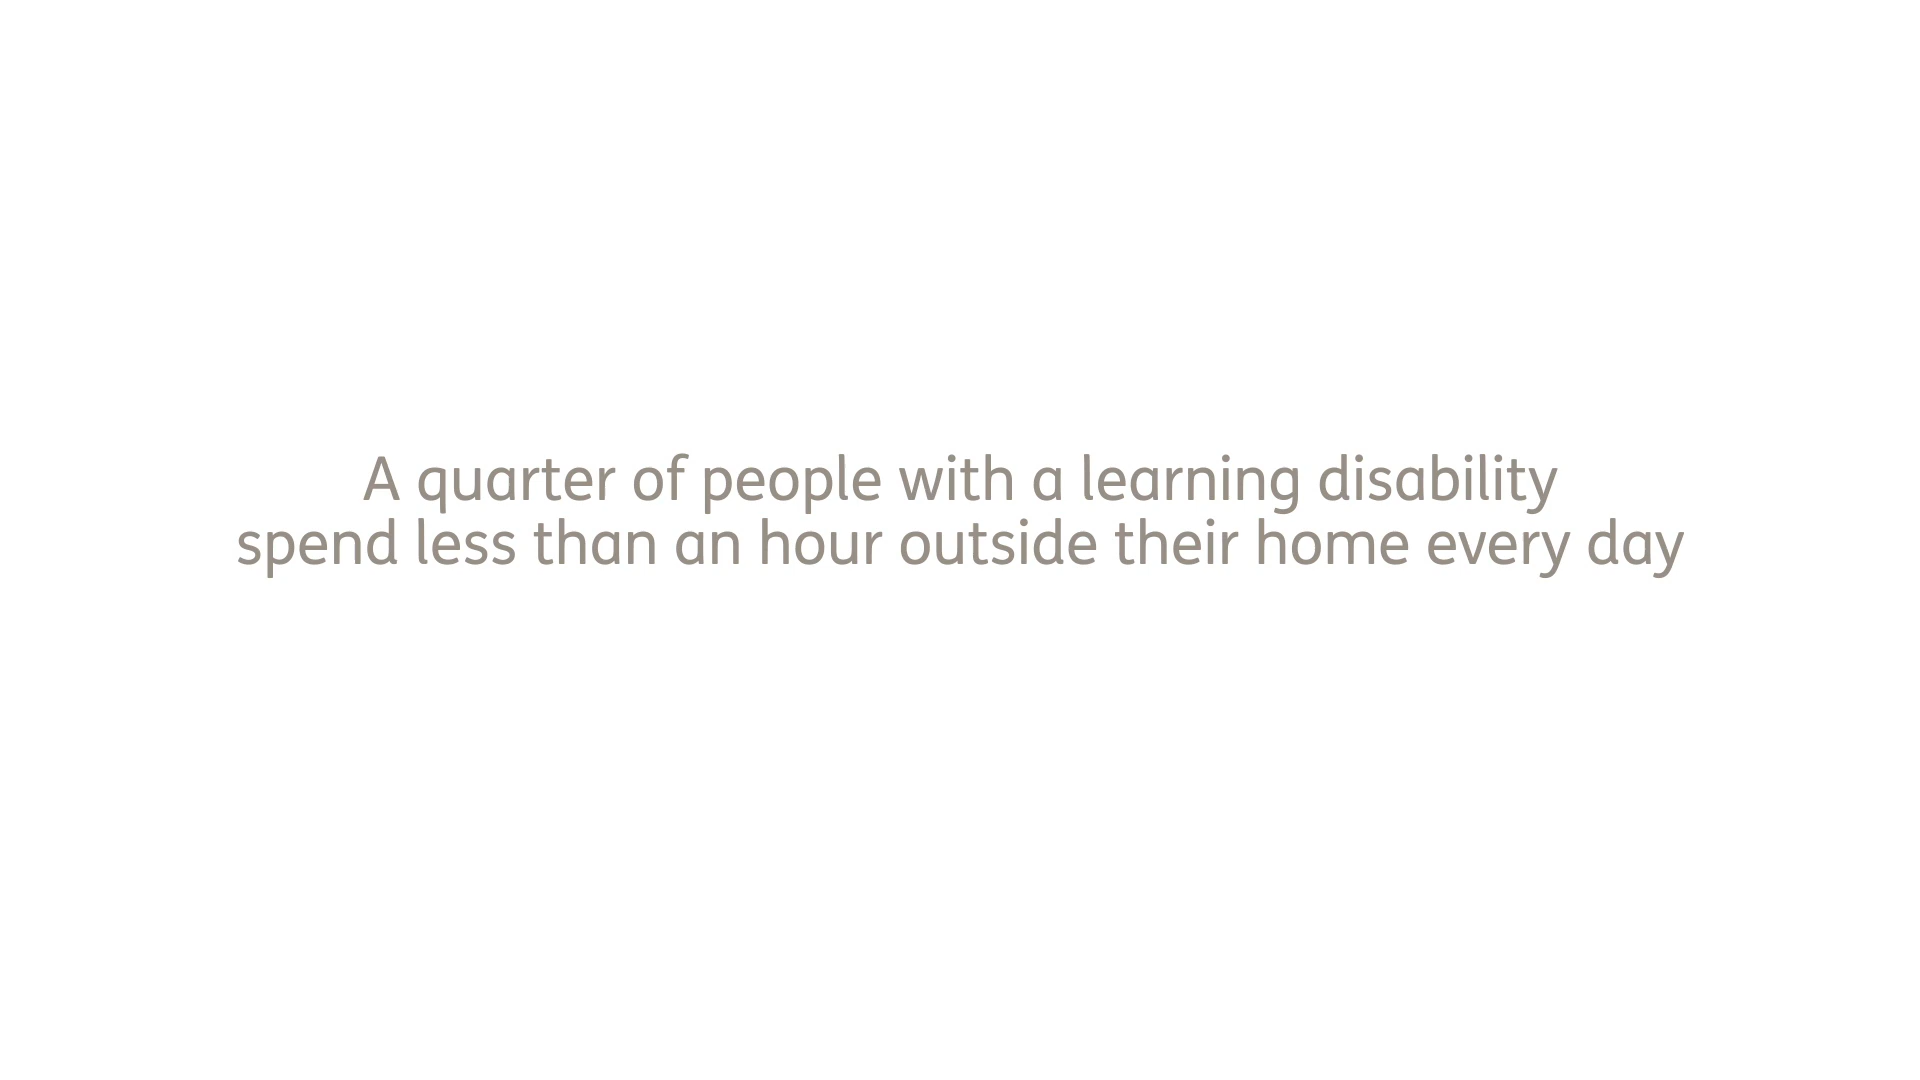 A quarter of people with a learning disability
spend less than an hour outside their home every day